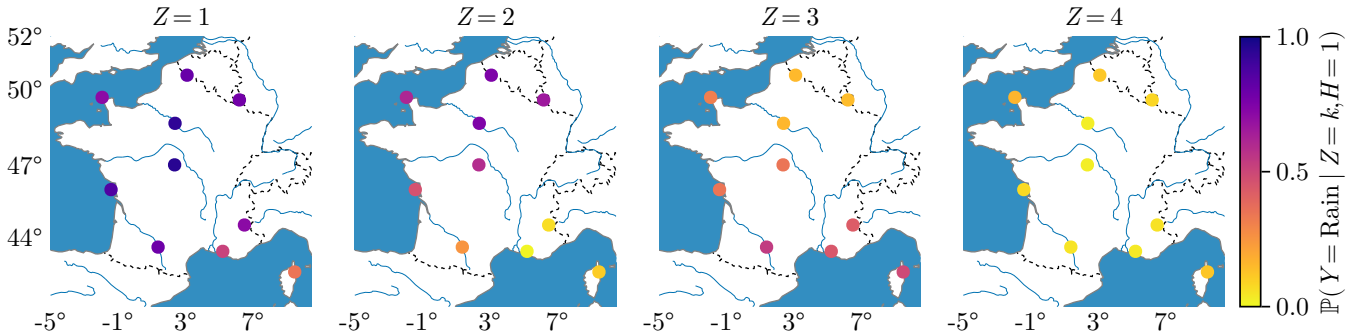 Z = 1 Z = 2 Z = 3 Z = 4
52°
50°
47°
44°
-5° -1° 3° 7° -5° -1° 3° 7° -5° -1° 3° 7° -5° -1° 3° 7°
1.0
0.5
0.0
ℙ(Y = Rain | Z = k, H = 1)